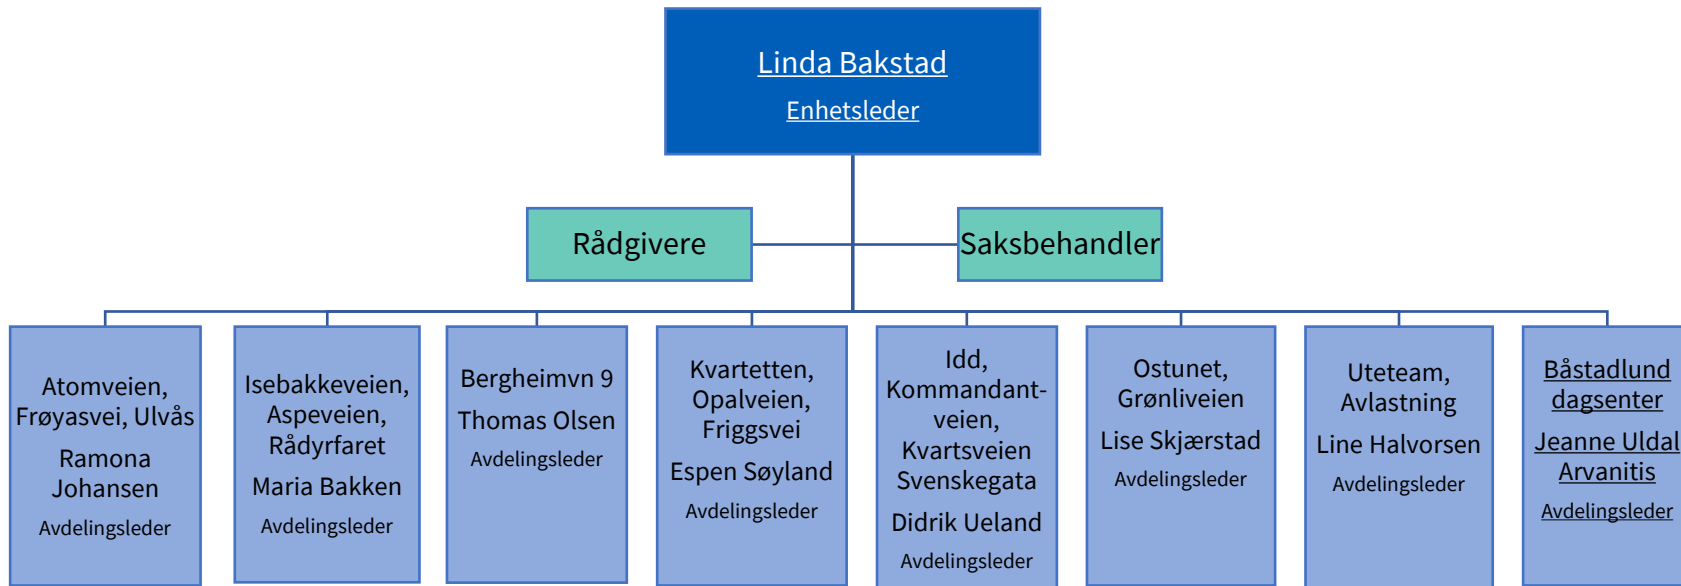 Linda Bakstad
Enhetsleder
Rådgivere
Saksbehandler
Atomveien,
Frøyasvei, Ulvås
Ramona
Johansen
Avdelingsleder
Isebakkeveien,
Aspeveien,
Rådyrfaret
Maria Bakken
Avdelingsleder
Bergheimvn 9
Thomas Olsen
Avdelingsleder
Kvartetten,
Opalveien,
Friggsvei
Espen Søyland
Avdelingsleder
Idd,
Kommandant-
veien,
Kvartsveien
Svenskegata
Didrik Ueland
Avdelingsleder
Ostunet,
Grønliveien
Lise Skjærstad
Avdelingsleder
Uteteam,
Avlastning
Line Halvorsen
Avdelingsleder
Båstadlund
dagsenter
Jeanne Uldal
Arvanitis
Avdelingsleder